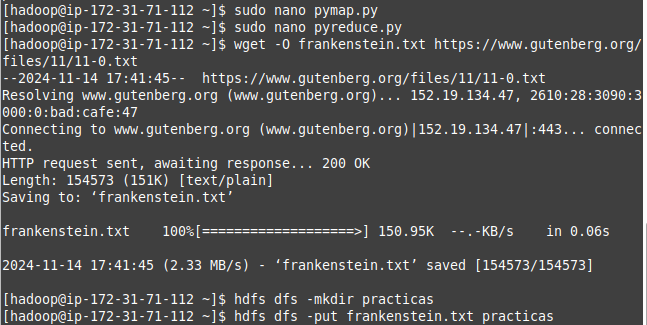 [hadoop@ip-172-31-71-112 ~]$ sudo nano pymap.py
[hadoop@ip-172-31-71-112 ~]$ sudo nano pyreduce.py
[hadoop@ip-172-31-71-112 ~]$ wget -O frankenstein.txt https://www.gutenberg.org/
files/11/11-0.txt
--2024-11-14 17:41:45--  https://www.gutenberg.org/files/11/11-0.txt
Resolving www.gutenberg.org (www.gutenberg.org)... 152.19.134.47, 2610:28:3090:3
000:0:bad:cafe:47
Connecting to www.gutenberg.org (www.gutenberg.org)|152.19.134.47|:443... connec
ted.
HTTP request sent, awaiting response... 200 OK
Length: 154573 (151K) [text/plain]
Saving to: ‘frankenstein.txt’
frankenstein.txt    100%[===================>] 150.95K  --.-KB/s    in 0.06s
2024-11-14 17:41:45 (2.33 MB/s) - ‘frankenstein.txt’ saved [154573/154573]
[hadoop@ip-172-31-71-112 ~]$ hdfs dfs -mkdir practicas
[hadoop@ip-172-31-71-112 ~]$ hdfs dfs -put frankenstein.txt practicas